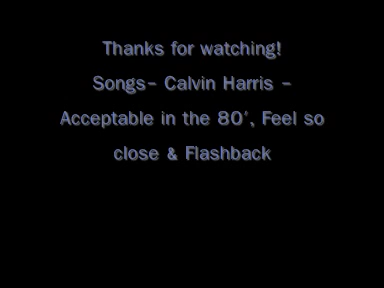 Thanks for watching!
Songs– Calvin Harris –
Acceptable in the 80’, Feel so
close & Flashback